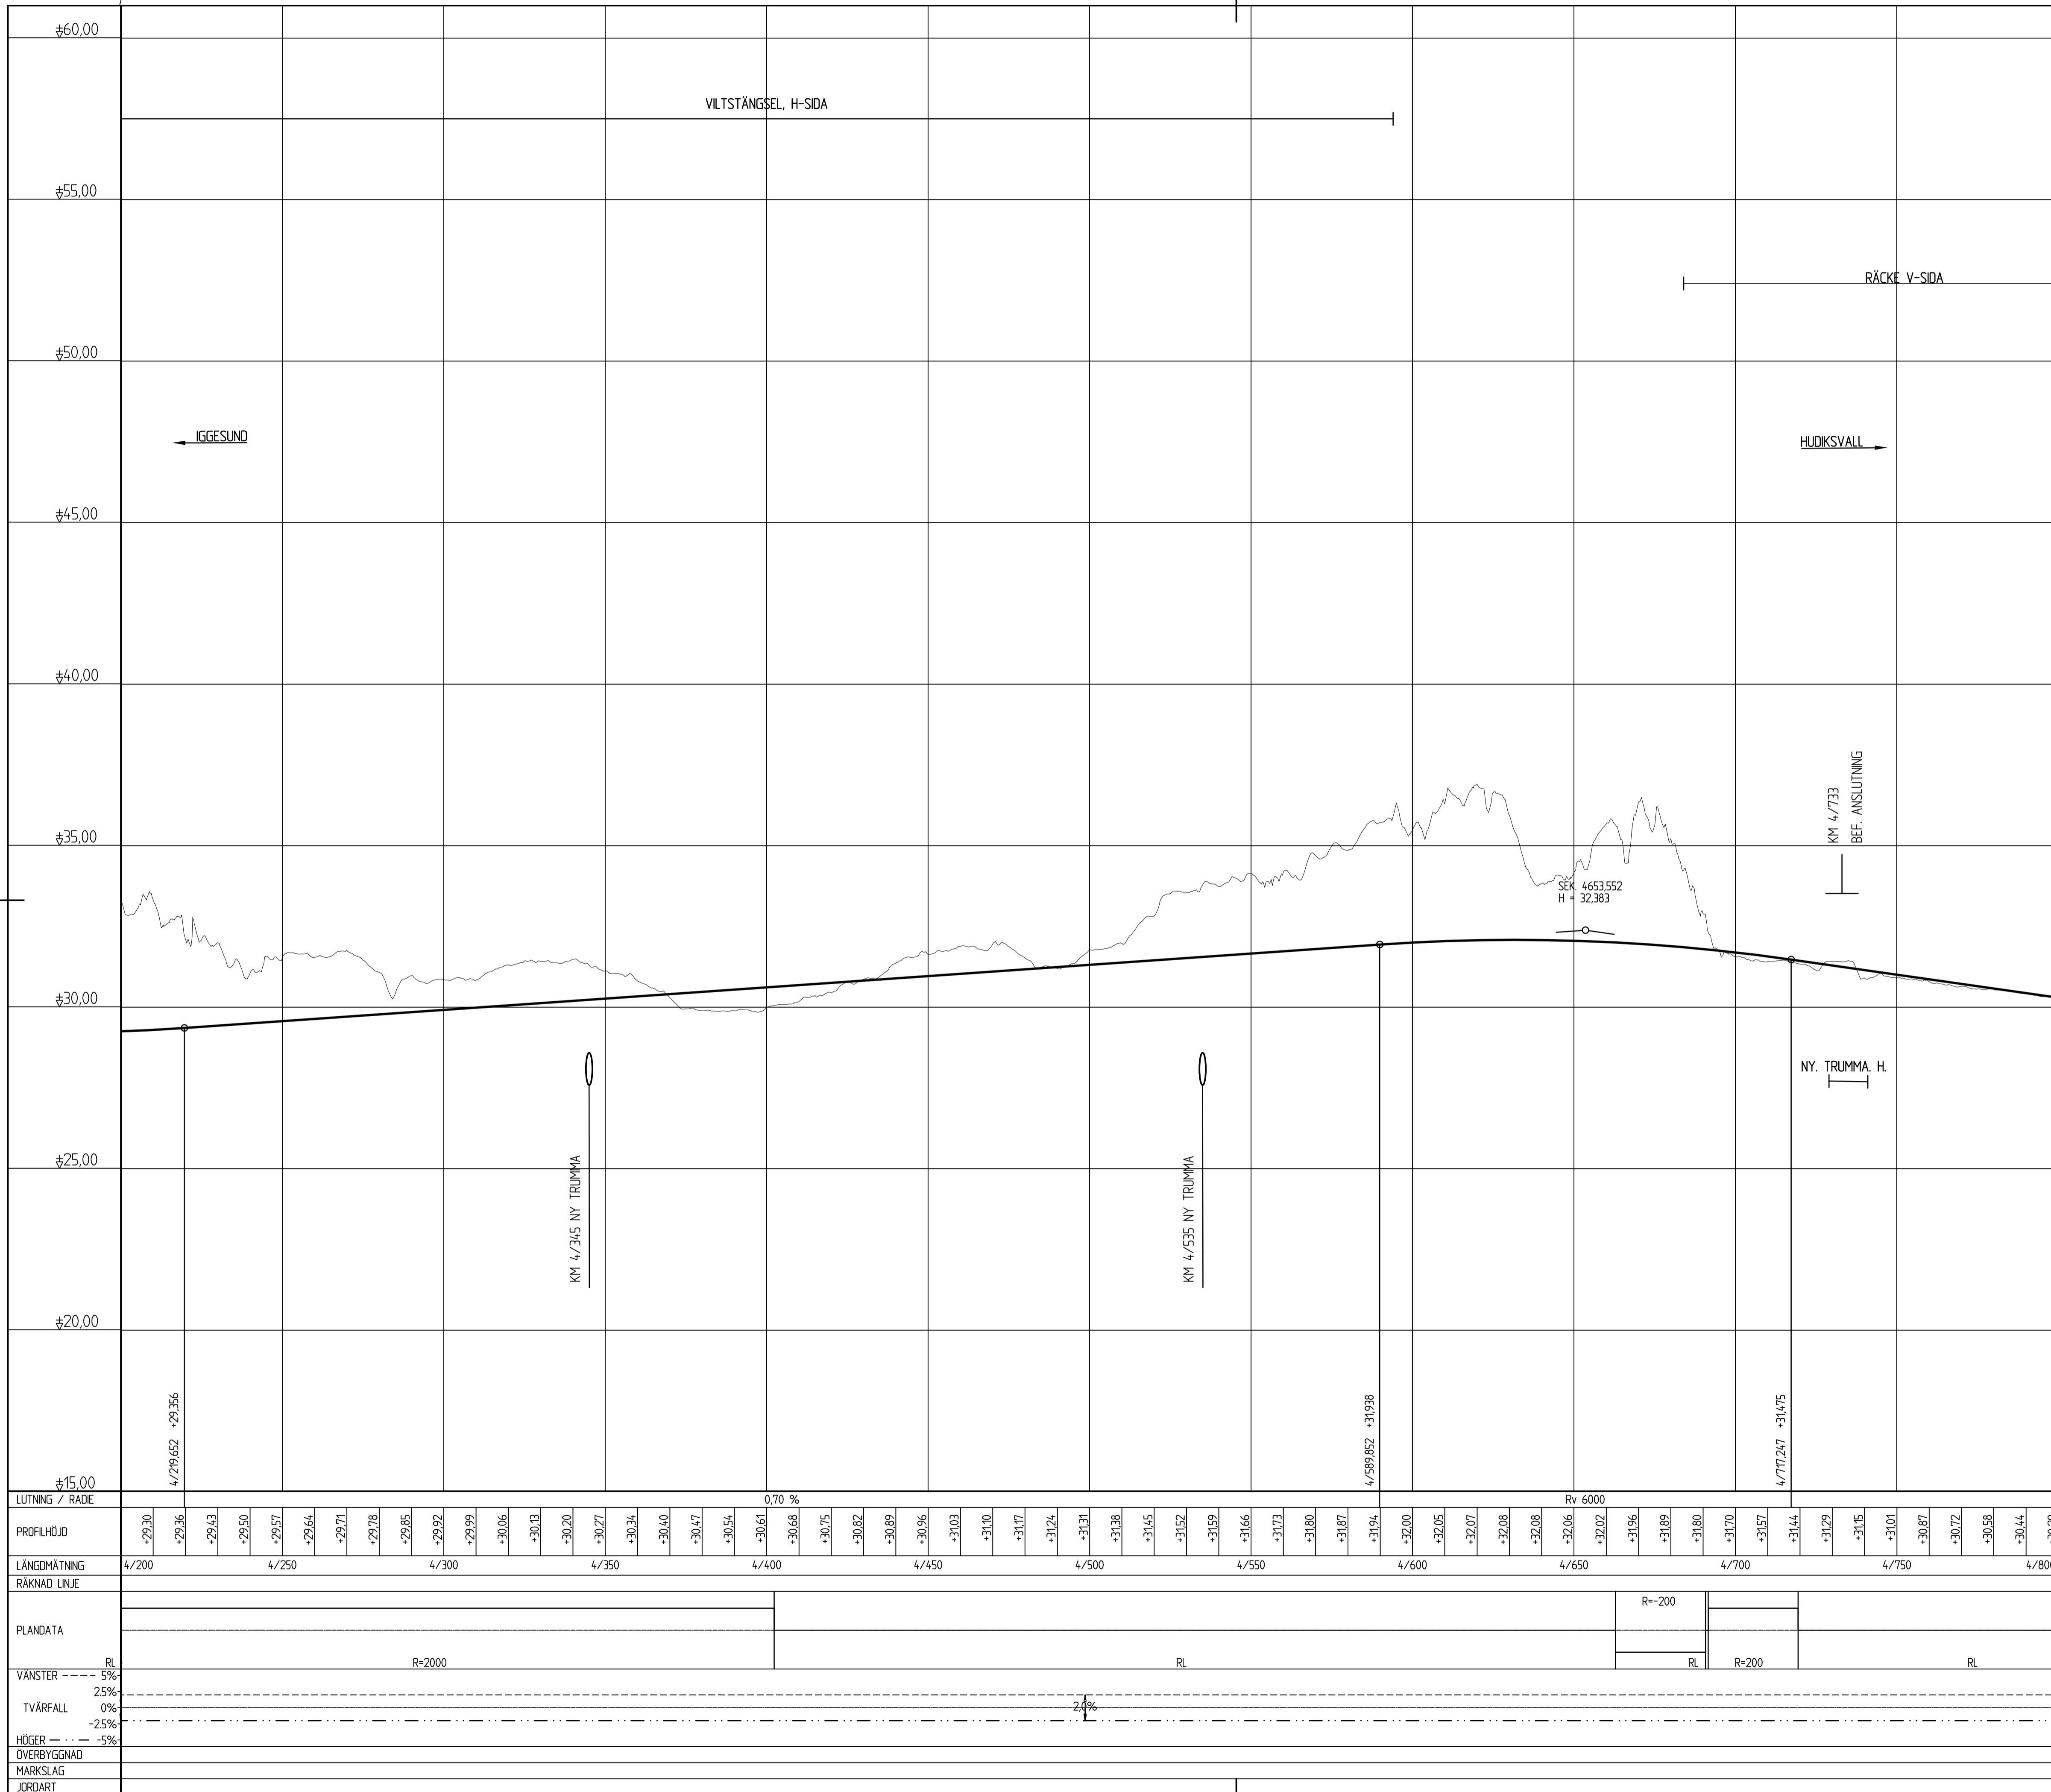 ±60,00
VILTSTÄNGSEL, H-SIDA
±55,00
RÄCKE V-SIDA
±50,00
IGGESUND
HUDIKSVALL
±45,00
±40,00
KM 4/733
BEF. ANSLUTNING
±35,00
SEK. 4653,552
H = 32,383
±30,00
NY. TRUMMA. H.
±25,00
KM 4/345 NY TRUMMA
KM 4/535 NY TRUMMA
±20,00
4/219,652 +29,356
4/589,852 +31,938
4/717,247 +31,475
±15,00
LUTNING / RADIE 0,70 % Rv 6000
PROFILHÖJD +29,30 +29,36 +29,43 +29,50 +29,57 +29,64 +29,71 +29,78 +29,85 +29,92 +29,99 +30,06 +30,13 +30,20 +30,27 +30,34 +30,40 +30,47 +30,54 +30,61 +30,68 +30,75 +30,82 +30,89 +30,96 +31,03 +31,10 +31,17 +31,24 +31,31 +31,38 +31,45 +31,52 +31,59 +31,66 +31,73 +31,80 +31,87 +31,94 +32,00 +32,05 +32,07 +32,08 +32,08 +32,06 +32,02 +31,96 +31,89 +31,80 +31,70 +31,57 +31,44 +31,29 +31,15 +31,01 +30,87 +30,72 +30,58 +30,44
LÄNGDMÄTNING 4/200 4/250 4/300 4/350 4/400 4/450 4/500 4/550 4/600 4/650 4/700 4/750 4/800
RÄKNAD LINJE
R=-200
PLANDATA
RL R=2000 RL RL R=200 RL
VÄNSTER ---- 5%
2.5%
TVÄRFALL 0% 2,0%
-2.5%
HÖGER — ·· — -5%
ÖVERBYGGNAD
MARKSLAG
JORDART